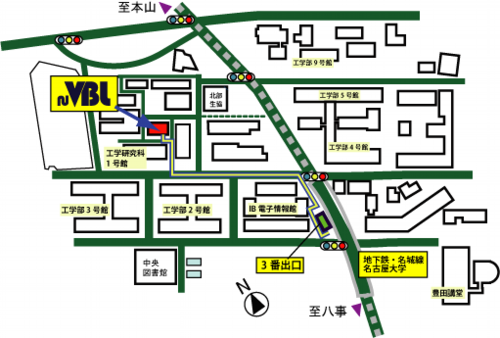 至本山
工学部9号館
VBL
北部
生協
工学部5号館
工学部4号館
工学研究科
1号館
工学部3号館
工学部2号館
IB電子情報館
3番出口
地下鉄・名城線
名古屋大学
中央
図書館
豊田講堂
N
至八事